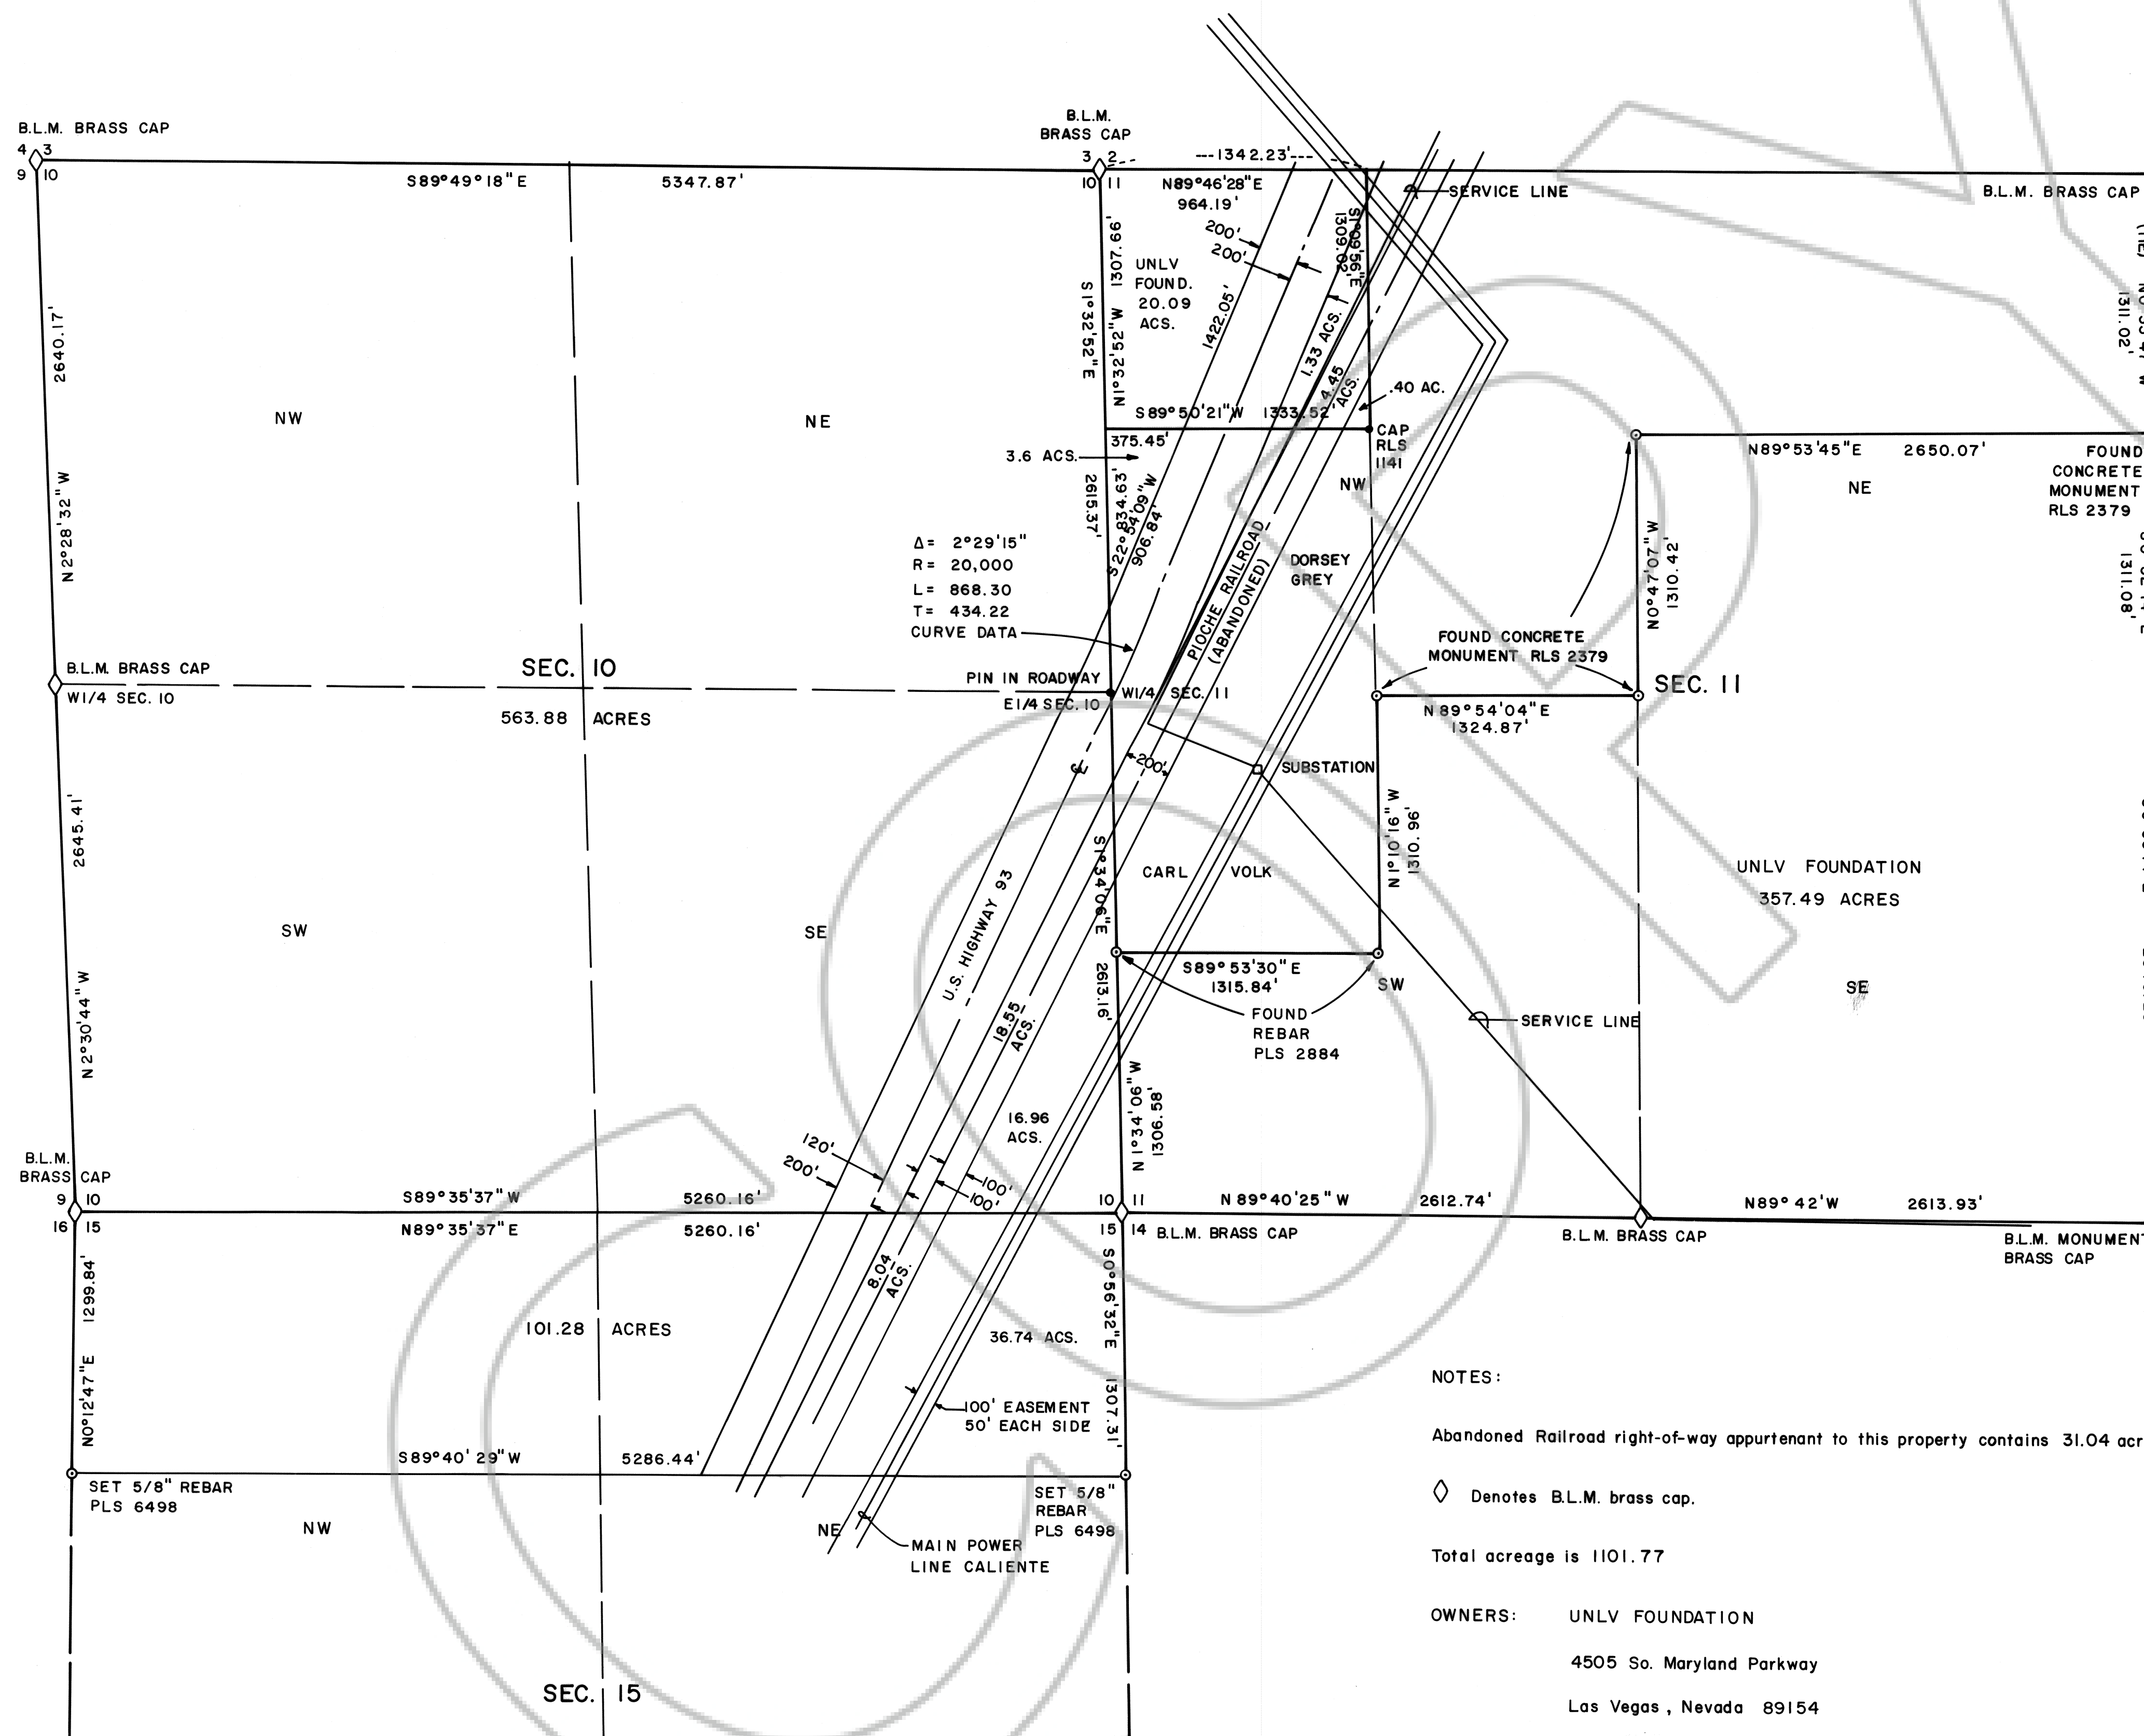 B.L.M. BRASS CAP
4 3
9 10
S89°49'18"E 5347.87'
B.L.M.
BRASS CAP
3 2
10 11
---1342.23'---
N89°46'28"E
964.19'
SERVICE LINE
B.L.M. BRASS CAP
200'
200'
S1°09'56"E
1309.02'
1307.66'
S1°32'52"E
N1°32'52"W
UNLV
FOUND.
20.09
ACS.
1422.05'
1.33 ACS.
4.45
ACS.
.40 AC.
2640.17'
N2°28'32"W
NW
NE
S89°50'21"W 1333.52'
375.45'
3.6 ACS.
CAP
RLS
1141
NW
2615.37'
834.63'
S22°54'09"W
906.84'
N89°53'45"E 2650.07'
NE
FOUND
CONCRETE
MONUMENT
RLS 2379
1311.02'
1311.08'
Δ= 2°29'15"
R= 20,000
L= 868.30
T= 434.22
CURVE DATA
PIOCHE RAILROAD
(ABANDONED)
DORSEY
GREY
N0°47'07"W
1310.42'
FOUND CONCRETE
MONUMENT RLS 2379
B.L.M. BRASS CAP
W1/4 SEC. 10
SEC. 10
563.88 ACRES
PIN IN ROADWAY
E1/4 SEC. 10
W1/4 SEC. 11
SEC. 11
N89°54'04"E
1324.87'
200'
SUBSTATION
2645.41'
N2°30'44"W
SW
SE
U.S. HIGHWAY 93
S1°34'06"E
2613.16'
CARL VOLK
N1°10'16"W
1310.96'
UNLV FOUNDATION
357.49 ACRES
S89°53'30"E
1315.84'
SW
SE
FOUND
REBAR
PLS 2884
SERVICE LINE
18.55
ACS.
16.96
ACS.
N1°34'06"W
1306.58'
120'
200'
100'
100'
B.L.M.
BRASS CAP
9 10
16 15
S89°35'37"W 5260.16'
N89°35'37"E 5260.16'
10 11
15 14
B.L.M. BRASS CAP
N89°40'25"W 2612.74'
B.L.M. BRASS CAP
N89°42'W 2613.93'
B.L.M. MONUMENT
BRASS CAP
1299.84'
N0°12'47"E
8.04
ACS.
101.28 ACRES
36.74 ACS.
S0°56'32"E
1307.31'
100' EASEMENT
50' EACH SIDE
S89°40'29"W 5286.44'
SET 5/8" REBAR
PLS 6498
NW
NE
SET 5/8"
REBAR
PLS 6498
MAIN POWER
LINE CALIENTE
SEC. 15
NOTES:
Abandoned Railroad right-of-way appurtenant to this property contains 31.04 acr
Denotes B.L.M. brass cap.
Total acreage is 1101.77
OWNERS: UNLV FOUNDATION
4505 So. Maryland Parkway
Las Vegas, Nevada 89154